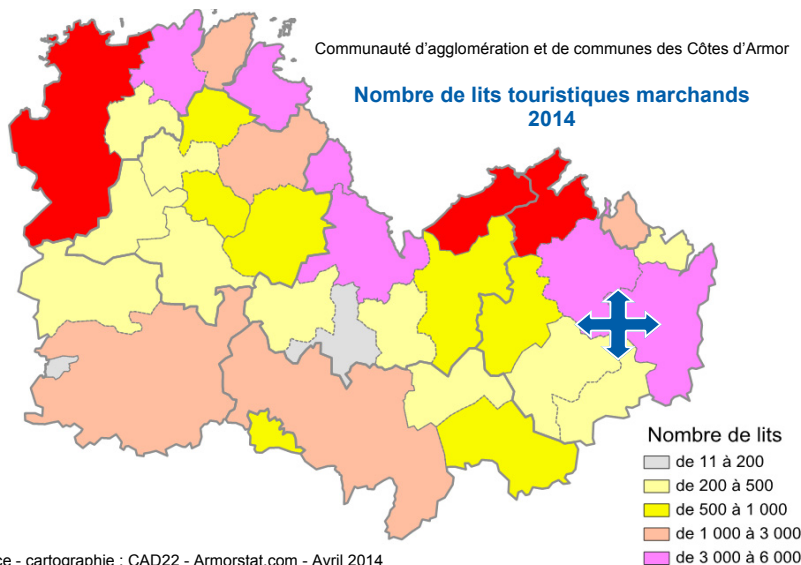 Communauté d'agglomération et de communes des Côtes d'Armor
Nombre de lits touristiques marchands
2014
Nombre de lits
de 11 à 200
de 200 à 500
de 500 à 1 000
de 1 000 à 3 000
de 3 000 à 6 000
- cartographie : CAD22 - Armorstat.com - Avril 2014